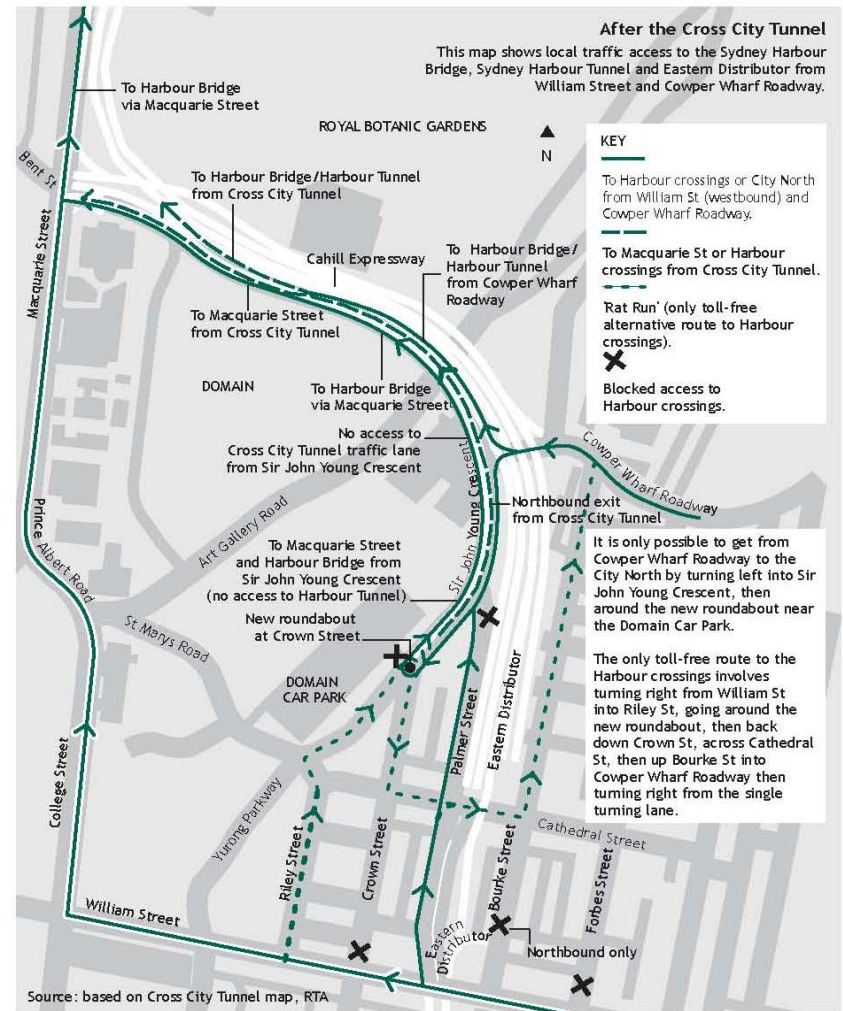 After the Cross City Tunnel
This map shows local traffic access to the Sydney Harbour
Bridge, Sydney Harbour Tunnel and Eastern Distributor from
William Street and Cowper Wharf Roadway.
To Harbour Bridge
via Macquarie Street
ROYAL BOTANIC GARDENS
N
KEY
To Harbour crossings or City North
from William St (westbound) and
Cowper Wharf Roadway.
To Macquarie St or Harbour
crossings from Cross City Tunnel.
'Rat Run' (only toll-free
alternative route to Harbour
crossings).
Blocked access to
Harbour crossings.
Bent St
To Harbour Bridge/Harbour Tunnel
from Cross City Tunnel
Macquarie Street
Cahill Expressway
To Harbour Bridge/
Harbour Tunnel
from Cowper Wharf
Roadway
To Macquarie Street
from Cross City Tunnel
DOMAIN
To Harbour Bridge
via Macquarie Street
No access to
Cross City Tunnel traffic lane
from Sir John Young Crescent
Cowper Wharf Roadway
Sir John Young Crescent
Northbound exit
from Cross City Tunnel
Prince Albert Road
Art Gallery Road
To Macquarie Street
and Harbour Bridge from
Sir John Young Crescent
(no access to Harbour Tunnel)
New roundabout
at Crown Street
St Marys Road
DOMAIN
CAR PARK
It is only possible to get from
Cowper Wharf Roadway to the
City North by turning left into Sir
John Young Crescent, then
around the new roundabout near
the Domain Car Park.
The only toll-free route to the
Harbour crossings involves
turning right from William St
into Riley St, going around the
new roundabout, then back
down Crown St, across Cathedral
St, then up Bourke St into
Cowper Wharf Roadway then
turning right from the single
turning lane.
Palmer Street
Eastern Distributor
College Street
Yurong Parkway
Riley Street
Crown Street
Bourke Street
Cathedral Street
Forbes Street
William Street
Eastern
Distributor
Northbound only
Source: based on Cross City Tunnel map, RTA